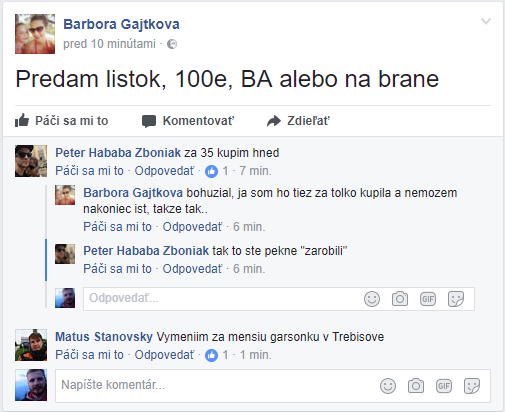 Barbora Gajtkova
pred 10 minútami ·
Predam listok, 100e, BA alebo na brane
Páči sa mi to Komentovať Zdieľať
Peter Hababa Zboniak za 35 kupim hned
Páči sa mi to · Odpovedať · 1 · 7 min.
Barbora Gajtkova bohuzial, ja som ho tiez za tolko kupila a nemozem
nakoniec ist, takze tak..
Páči sa mi to · Odpovedať · 6 min.
Peter Hababa Zboniak tak to ste pekne "zarobili"
Páči sa mi to · Odpovedať · 6 min.
Odpovedať... GIF
Matus Stanovsky Vymeniim za mensiu garsonku v Trebisove
Páči sa mi to · Odpovedať · 1 · 1 min.
Napíšte komentár... GIF